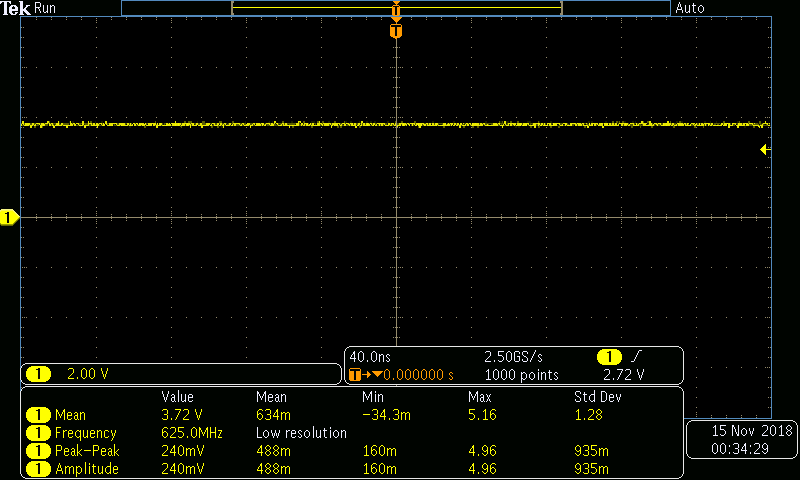 Tek Run Auto
T
T
1
1 2.00 V
40.0ns 2.50GS/s 1 
T→▼0.000000 s 1000 points 2.72 V
Value Mean Min Max Std Dev
1 Mean 3.72 V 634m −34.3m 5.16 1.28
1 Frequency 625.0MHz Low resolution
1 Peak–Peak 240mV 488m 160m 4.96 935m
1 Amplitude 240mV 488m 160m 4.96 935m
15 Nov 2018
00:34:29